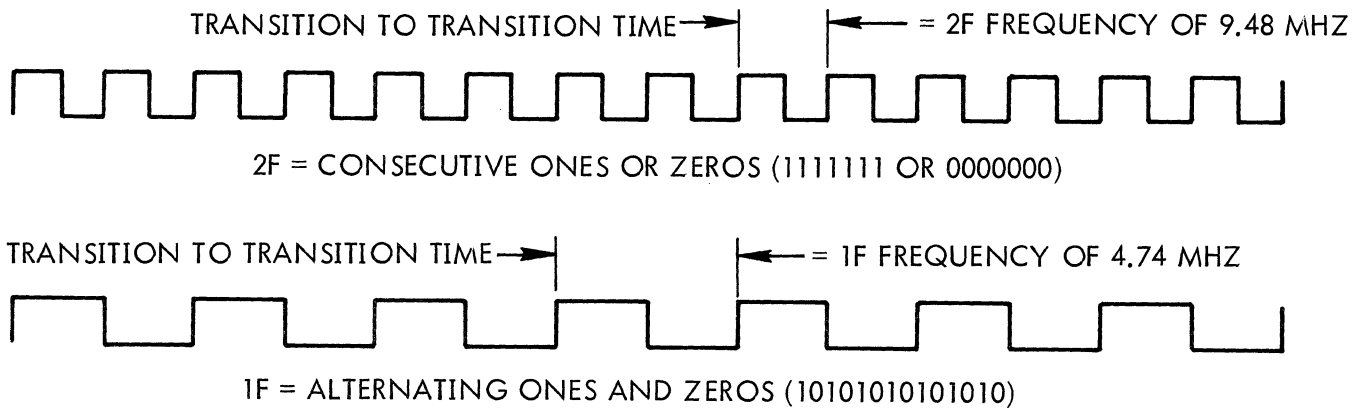 TRANSITION TO TRANSITION TIME = 2F FREQUENCY OF 9.48 MHZ
2F = CONSECUTIVE ONES OR ZEROS (1111111 OR 0000000)
TRANSITION TO TRANSITION TIME = 1F FREQUENCY OF 4.74 MHZ
1F = ALTERNATING ONES AND ZEROS (10101010101010)